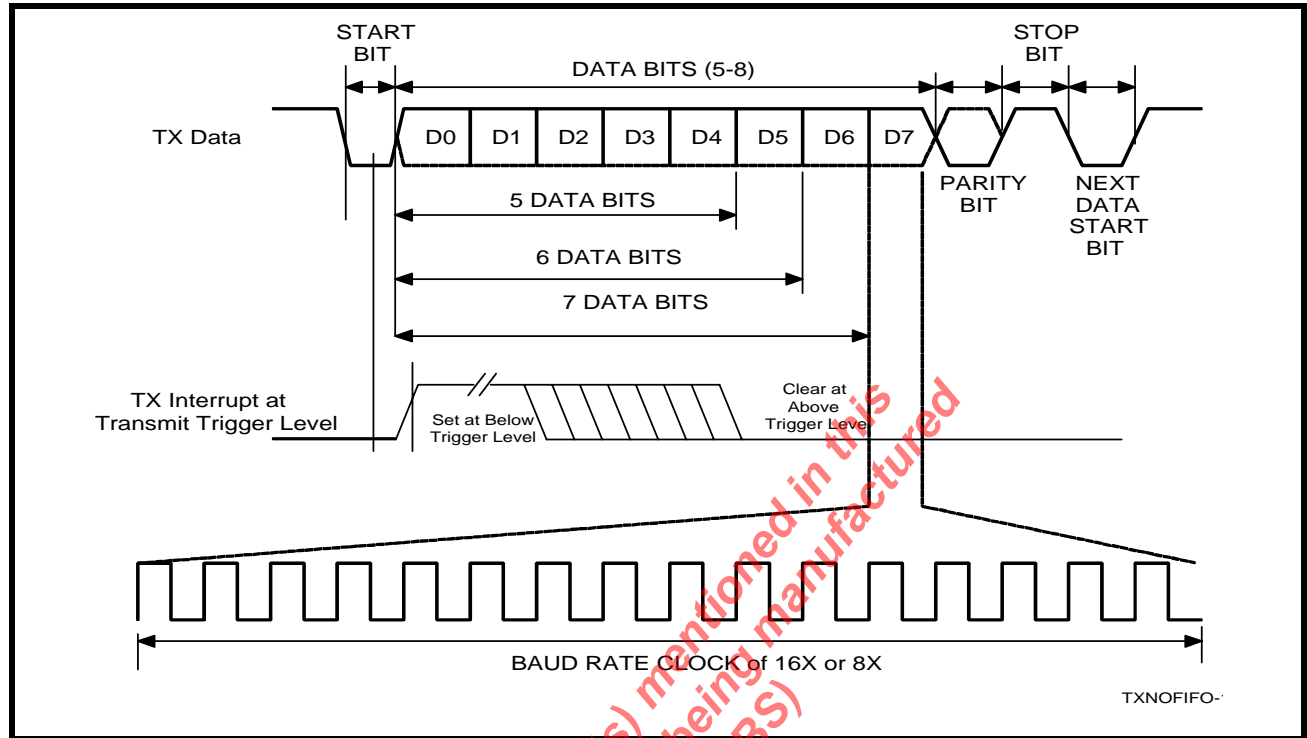 START
BIT
STOP
BIT
DATA BITS (5-8)
TX Data
D0 D1 D2 D3 D4 D5 D6 D7
PARITY
BIT
NEXT
DATA
START
BIT
5 DATA BITS
6 DATA BITS
7 DATA BITS
TX Interrupt at
Transmit Trigger Level
Set at Below
Trigger Level
Clear at
Above
Trigger Level
BAUD RATE CLOCK of 16X or 8X
TXNOFIFO-
mentioned in this
being manufactured